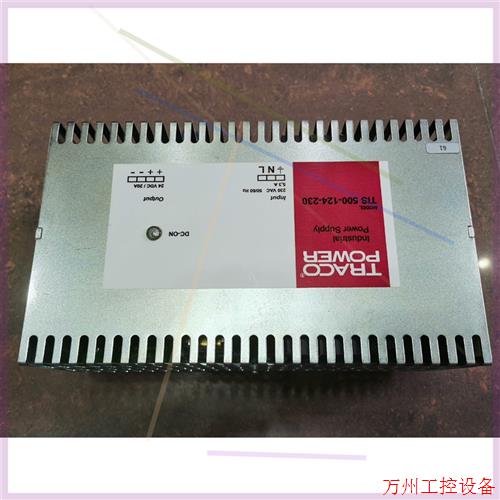 TRACO
POWER®
Industrial
Power Supply
MODEL
TIS 500-124-230
Input
230 VAC 50/60 Hz
5,3 A
N L
DC-ON
Output
24 VDC / 20A
+ + - -
61
万州工控设备